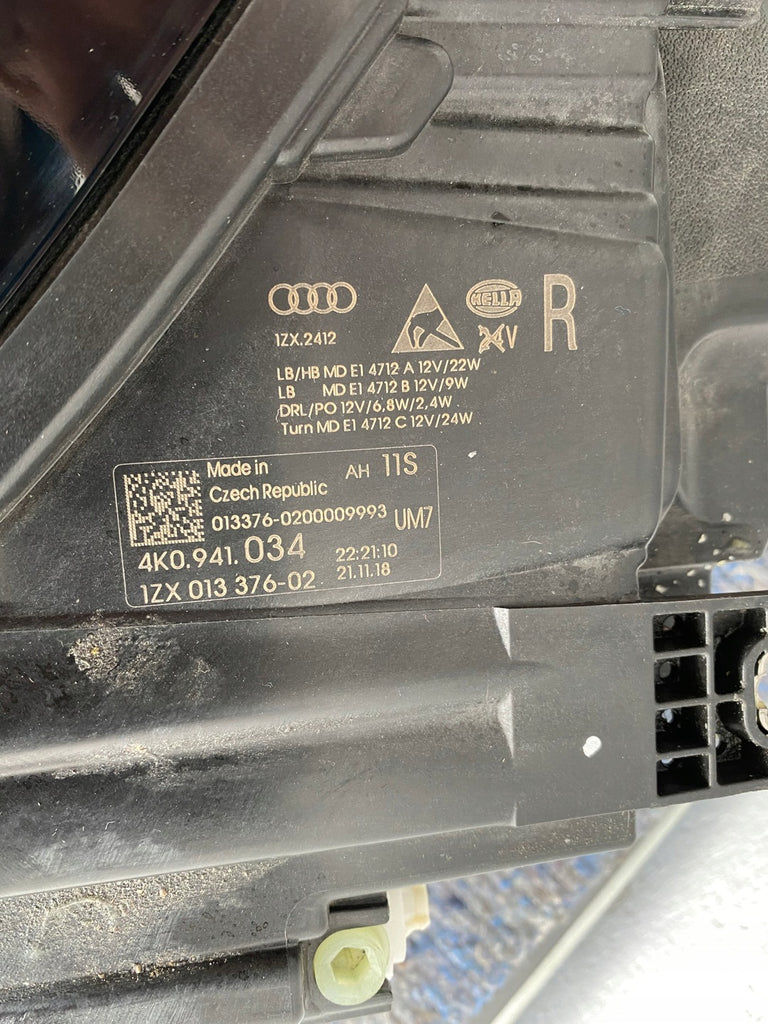 1ZX.2412
HELLA
24V
R
LB/HB MD E1 4712 A 12V/22W
LB MD E1 4712 B 12V/9W
DRL/PO 12V/6,8W/2,4W
Turn MD E1 4712 C 12V/24W
Made in
Czech Republic
AH 11S
013376-0200009993 UM7
4K0.941.034
22:21:10
1ZX 013 376-02
21.11.18